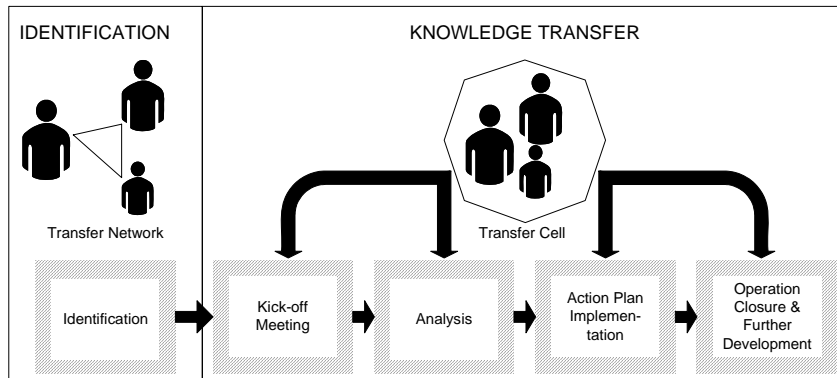 IDENTIFICATION
KNOWLEDGE TRANSFER
Transfer Network
Transfer Cell
Identification
Kick-off
Meeting
Analysis
Action Plan
Implemen-
tation
Operation
Closure &
Further
Development